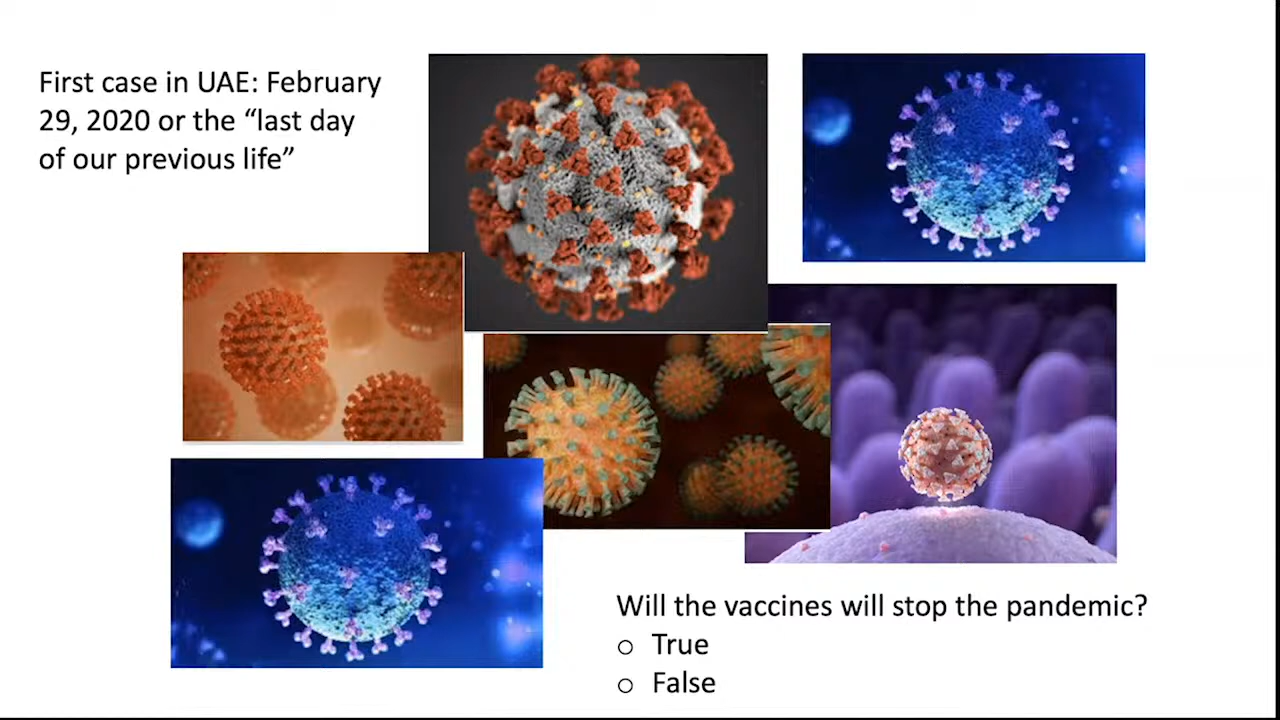 First case in UAE: February
29, 2020 or the “last day
of our previous life”
Will the vaccines will stop the pandemic?
○ True
○ False